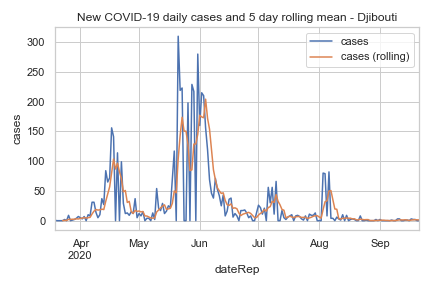 New COVID-19 daily cases and 5 day rolling mean - Djibouti
cases
cases (rolling)
300
250
200
150
100
50
0
cases
Apr
2020
May
Jun
Jul
Aug
Sep
dateRep